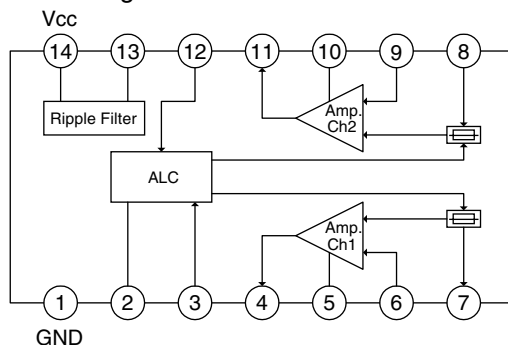 Vcc
14 13 12 11 10 9 8
Ripple Filter
Amp.
Ch2
ALC
Amp.
Ch1
1 2 3 4 5 6 7
GND